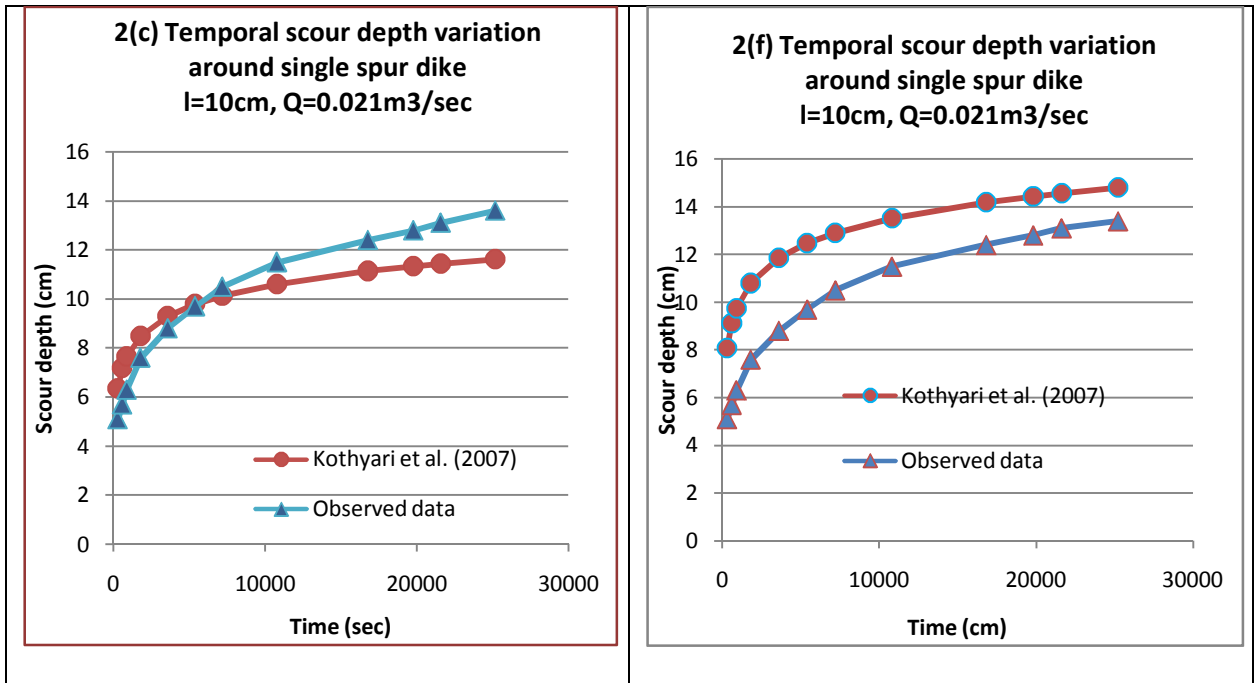 2(c) Temporal scour depth variation
around single spur dike
l=10cm, Q=0.021m3/sec
16
14
12
10
8
6
4
2
0
Scour depth (cm)
Kothyari et al. (2007)
Observed data
0 10000 20000 30000
Time (sec)
2(f) Temporal scour depth variation
around single spur dike
l=10cm, Q=0.021m3/sec
16
14
12
10
8
6
4
2
0
Scour depth (cm)
Kothyari et al. (2007)
Observed data
0 10000 20000 30000
Time (cm)